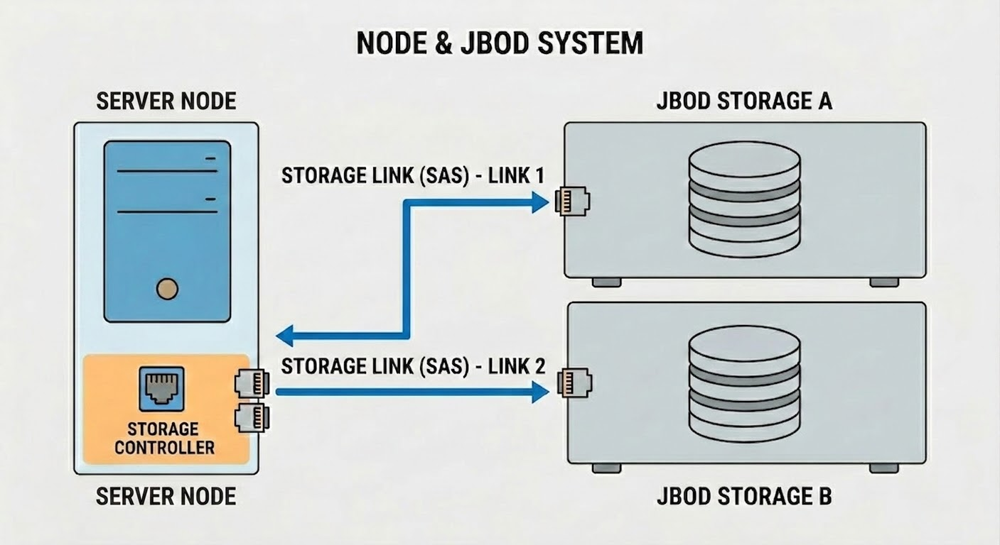 NODE & JBOD SYSTEM
SERVER NODE
JBOD STORAGE A
STORAGE LINK (SAS) - LINK 1
STORAGE LINK (SAS) - LINK 2
STORAGE
CONTROLLER
SERVER NODE
JBOD STORAGE B